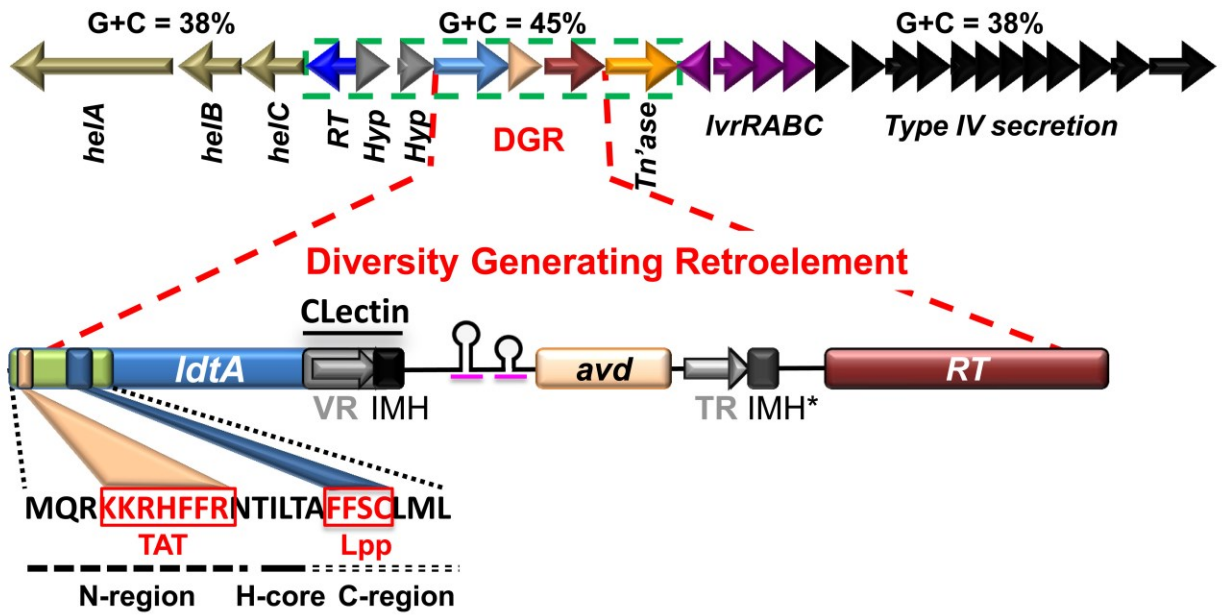 G+C = 38% G+C = 45% G+C = 38%
helA helB helC RT Hyp Hyp DGR Tn'ase lvrRABC Type IV secretion
Diversity Generating Retroelement
CLectin
ldtA avd RT
VR IMH TR IMH*
MQRKKRHFFRNTILTAFFSCLML
TAT Lpp
N-region H-core C-region